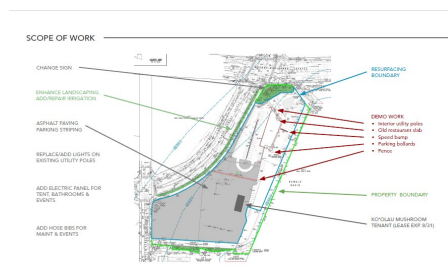 SCOPE OF WORK
CHANGE SIGN
ENHANCE LANDSCAPING
ADD/REPAIR IRRIGATION
ASPHALT PAVING
PARKING STRIPING
REPLACE/ADD LIGHTS ON
EXISTING UTILITY POLES
ADD ELECTRIC PANEL FOR
TENT, BATHROOMS &
EVENTS
ADD HOSE BIBS FOR
MAINT & EVENTS
RESURFACING
BOUNDARY
DEMO WORK
• Interior utility poles
• Old restaurant slab
• Speed bump
• Parking bollards
• Fence
PROPERTY BOUNDARY
KO'OLAU MUSHROOM
TENANT (LEASE EXP 8/31)